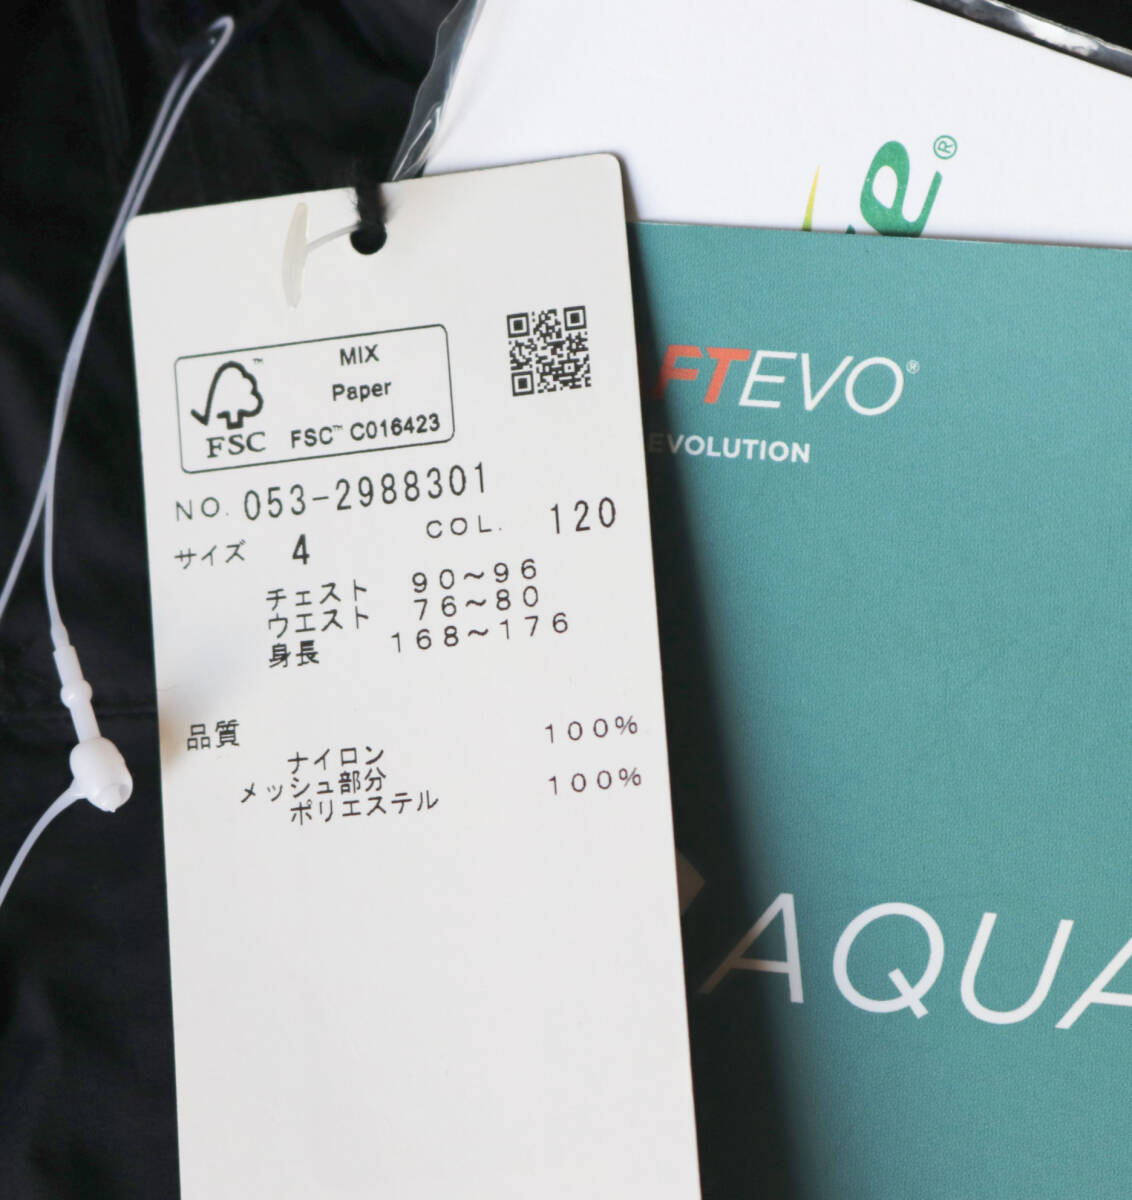 MIX
Paper
FSC™ C016423
FSC
NO. 053-2988301
サイズ 4 COL. 120
チェスト 90～96
ウエスト 76～80
身長 168～176
品質
ナイロン 100%
メッシュ部分
ポリエステル 100%
®
FTEVO®
EVOLUTION
AQUA